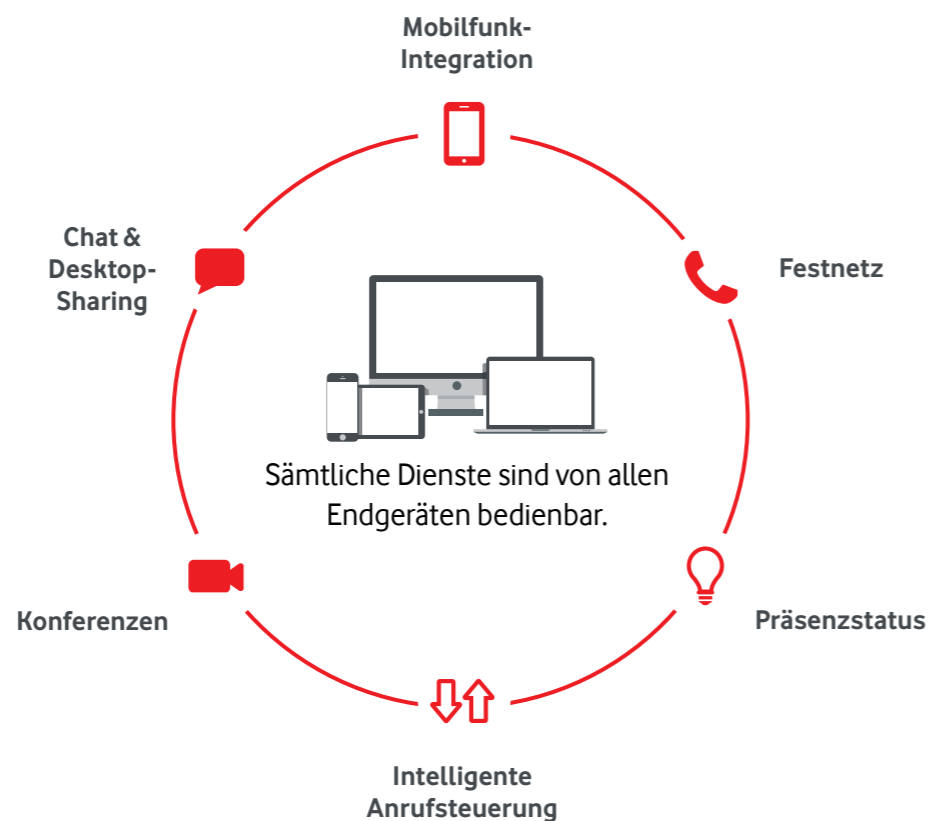 Mobilfunk-
Integration
Chat &
Desktop-
Sharing
Festnetz
Sämtliche Dienste sind von allen
Endgeräten bedienbar.
Konferenzen
Präsenzstatus
Intelligente
Anrufsteuerung